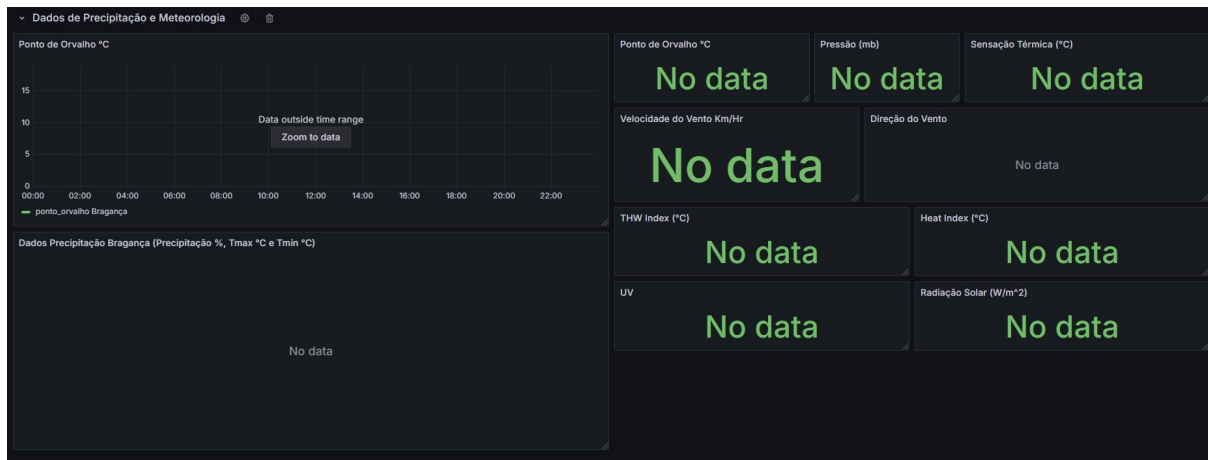 Dados de Precipitação e Meteorologia
Ponto de Orvalho °C
15
10
5
0
Data outside time range
Zoom to data
00:00 02:00 04:00 06:00 08:00 10:00 12:00 14:00 16:00 18:00 20:00 22:00
ponto_orvalho Bragança
Dados Precipitação Bragança (Precipitação %, Tmax °C e Tmin °C)
No data
Ponto de Orvalho °C
No data
Pressão (mb)
No data
Sensação Térmica (°C)
No data
Velocidade do Vento Km/Hr
No data
Direção do Vento
No data
THW Index (°C)
No data
Heat Index (°C)
No data
UV
No data
Radiação Solar (W/m^2)
No data